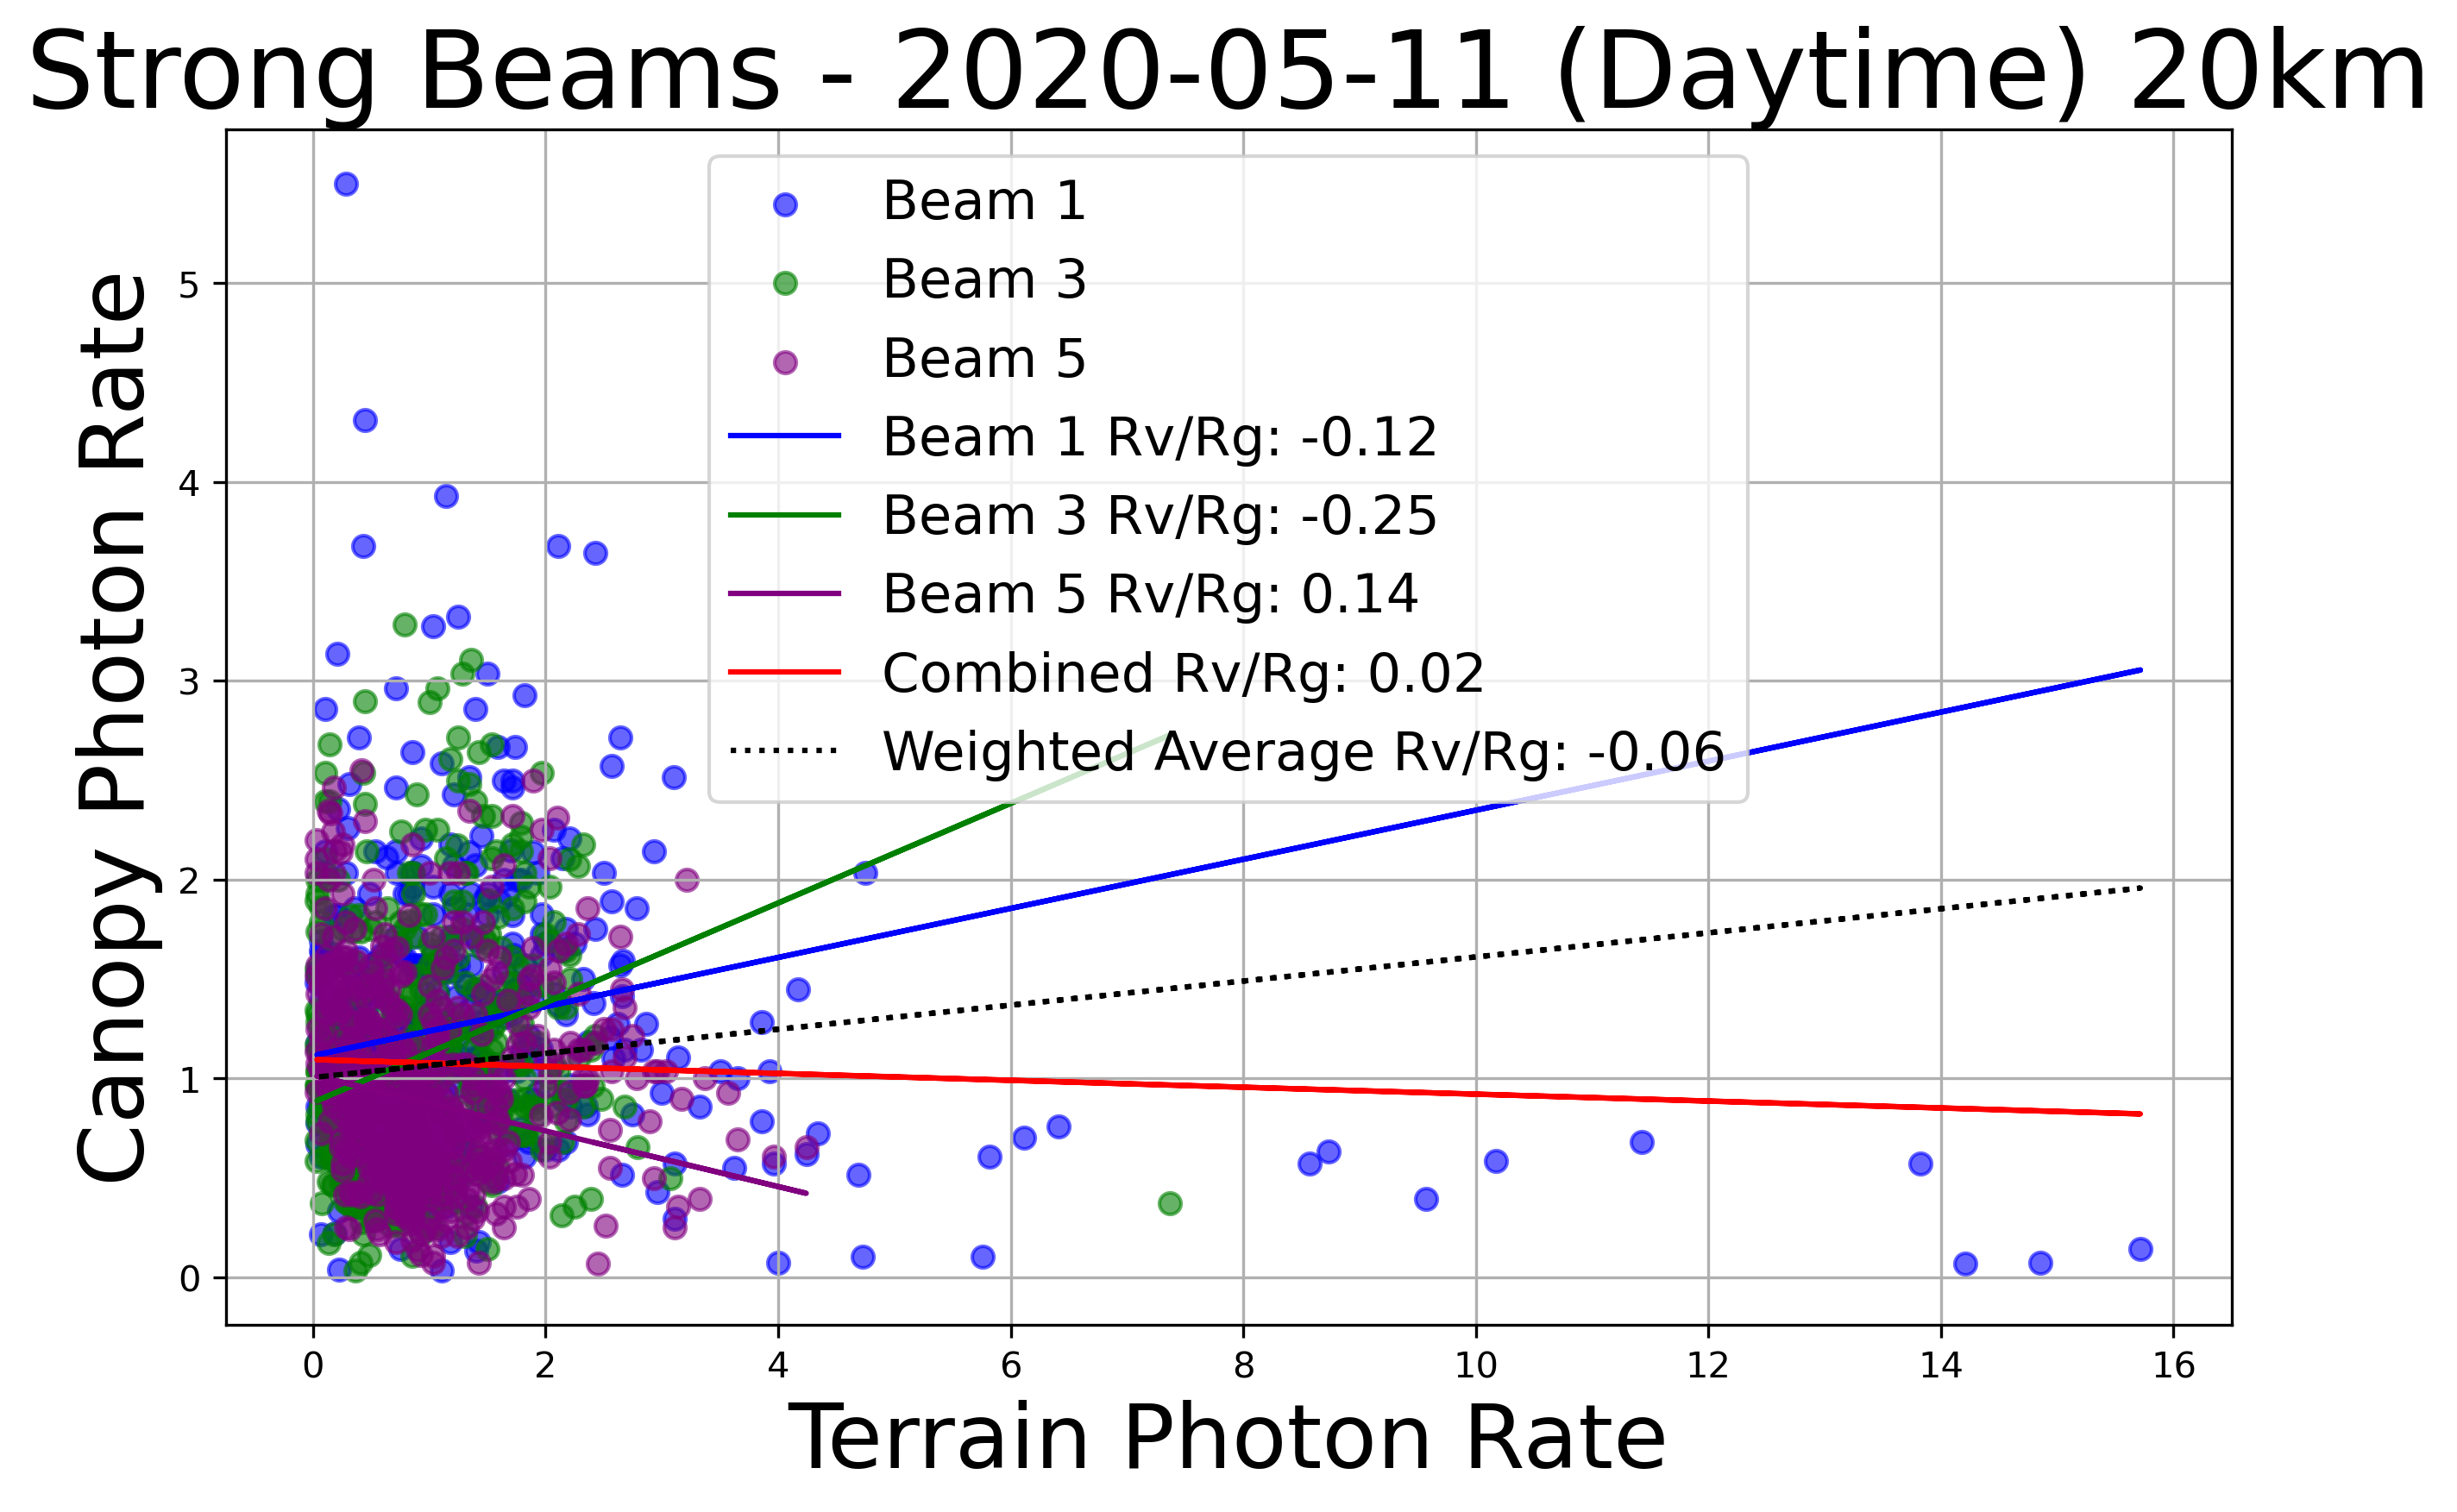 Strong Beams - 2020-05-11 (Daytime) 20km
Canopy Photon Rate
5
4
3
2
1
0
Beam 1
Beam 3
Beam 5
Beam 1 Rv/Rg: -0.12
Beam 3 Rv/Rg: -0.25
Beam 5 Rv/Rg: 0.14
Combined Rv/Rg: 0.02
Weighted Average Rv/Rg: -0.06
0 2 4 6 8 10 12 14 16
Terrain Photon Rate